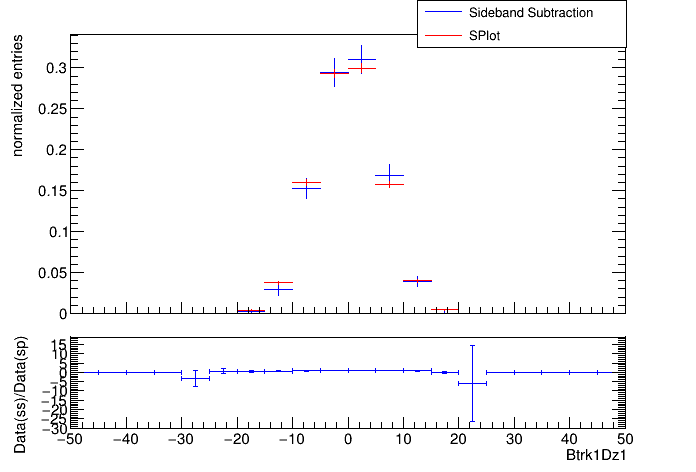 Sideband Subtraction
SPlot
normalized entries
0.3
0.25
0.2
0.15
0.1
0.05
0
Data(ss)/Data(sp)
15
10
5
0
−5
−10
−15
−20
−25
−30
−50 −40 −30 −20 −10 0 10 20 30 40 50
Btrk1Dz1